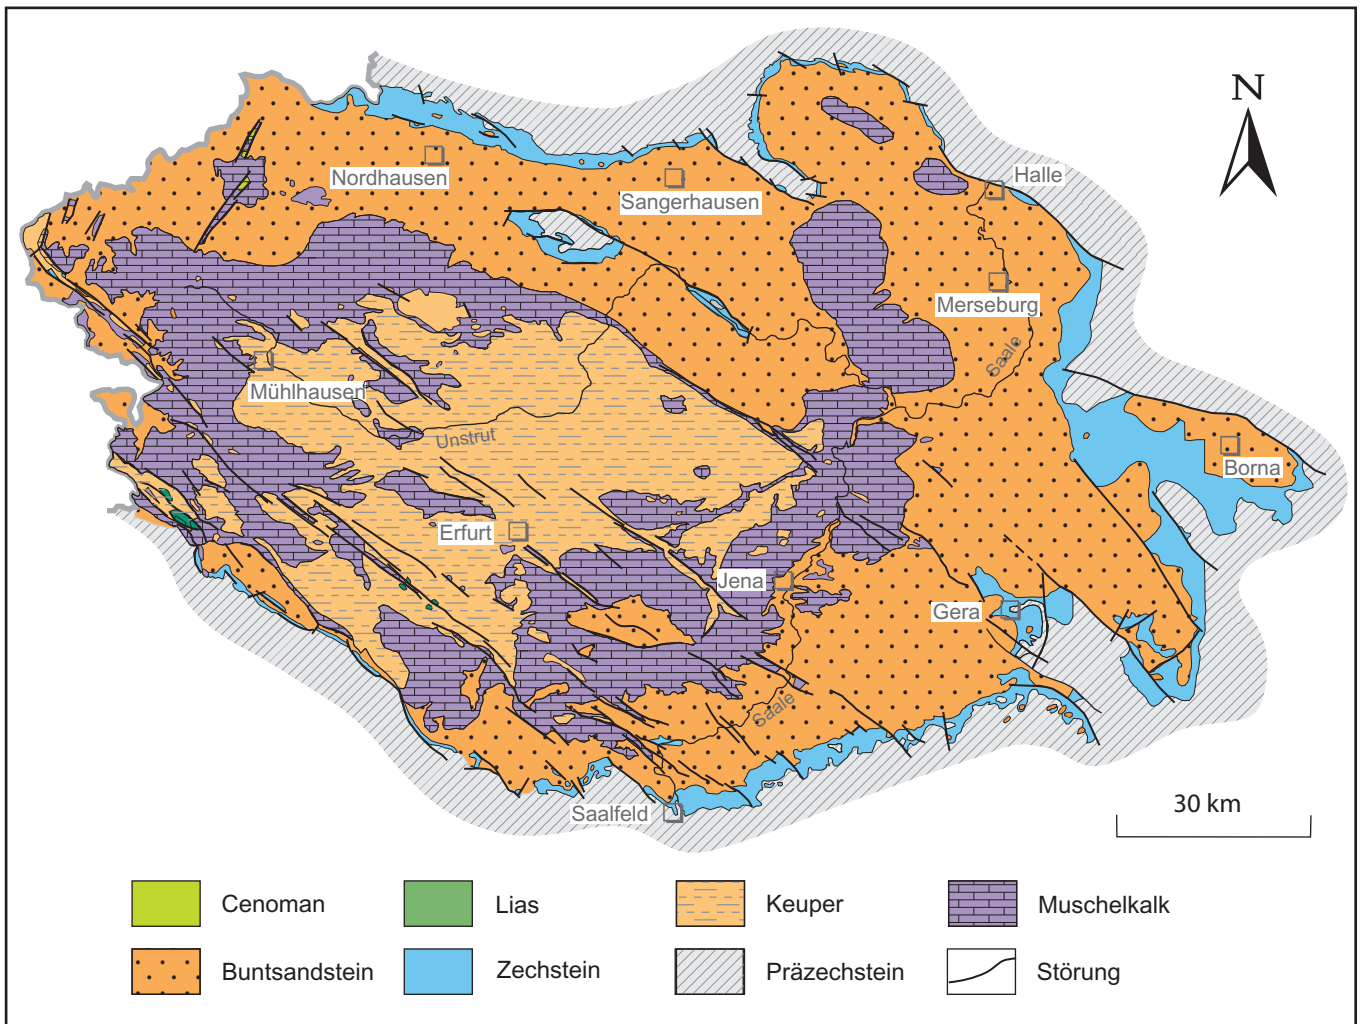 N
Halle
Nordhausen
Sangerhausen
Merseburg
Saale
Mühlhausen
Unstrut
Borna
Erfurt
Jena
Gera
Saale
Saalfeld
30 km
Cenoman
Lias
Keuper
Muschelkalk
Buntsandstein
Zechstein
Präzechstein
Störung